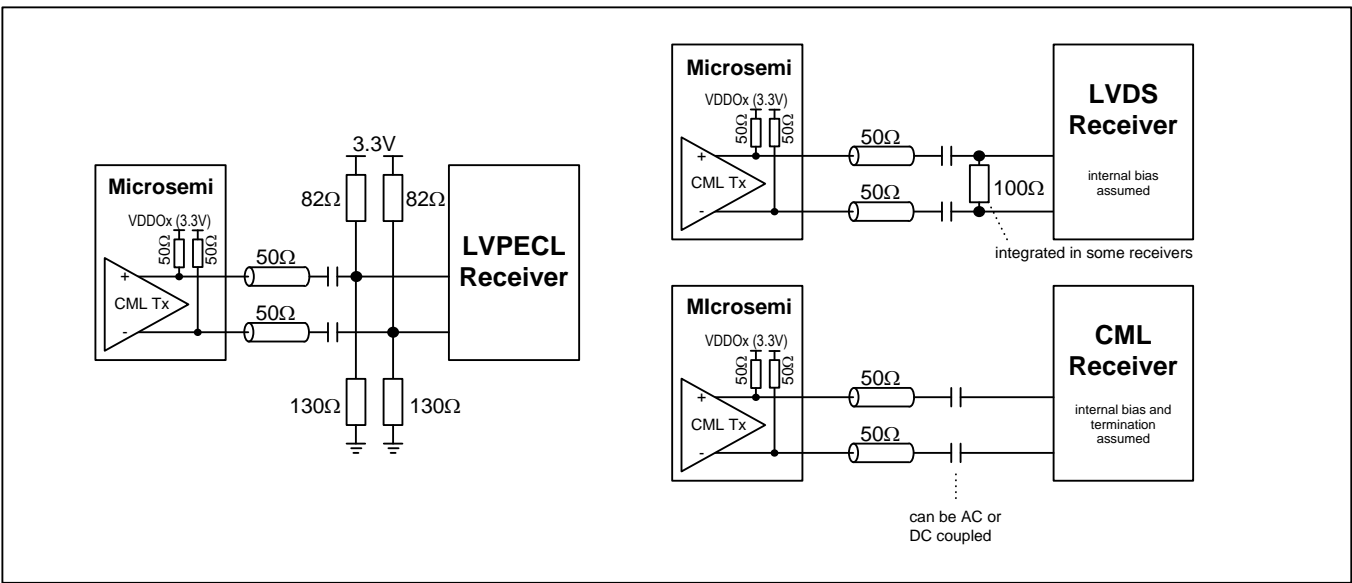 3.3V
82Ω
82Ω
Microsemi
VDDOx (3.3V)
50Ω
50Ω
+
CML Tx
-
50Ω
50Ω
LVPECL
Receiver
130Ω
130Ω
Microsemi
VDDOx (3.3V)
50Ω
50Ω
+
CML Tx
-
50Ω
50Ω
100Ω
LVDS
Receiver
internal bias
assumed
integrated in some receivers
MIcrosemi
VDDOx (3.3V)
50Ω
50Ω
+
CML Tx
-
50Ω
50Ω
CML
Receiver
internal bias and
termination
assumed
can be AC or
DC coupled